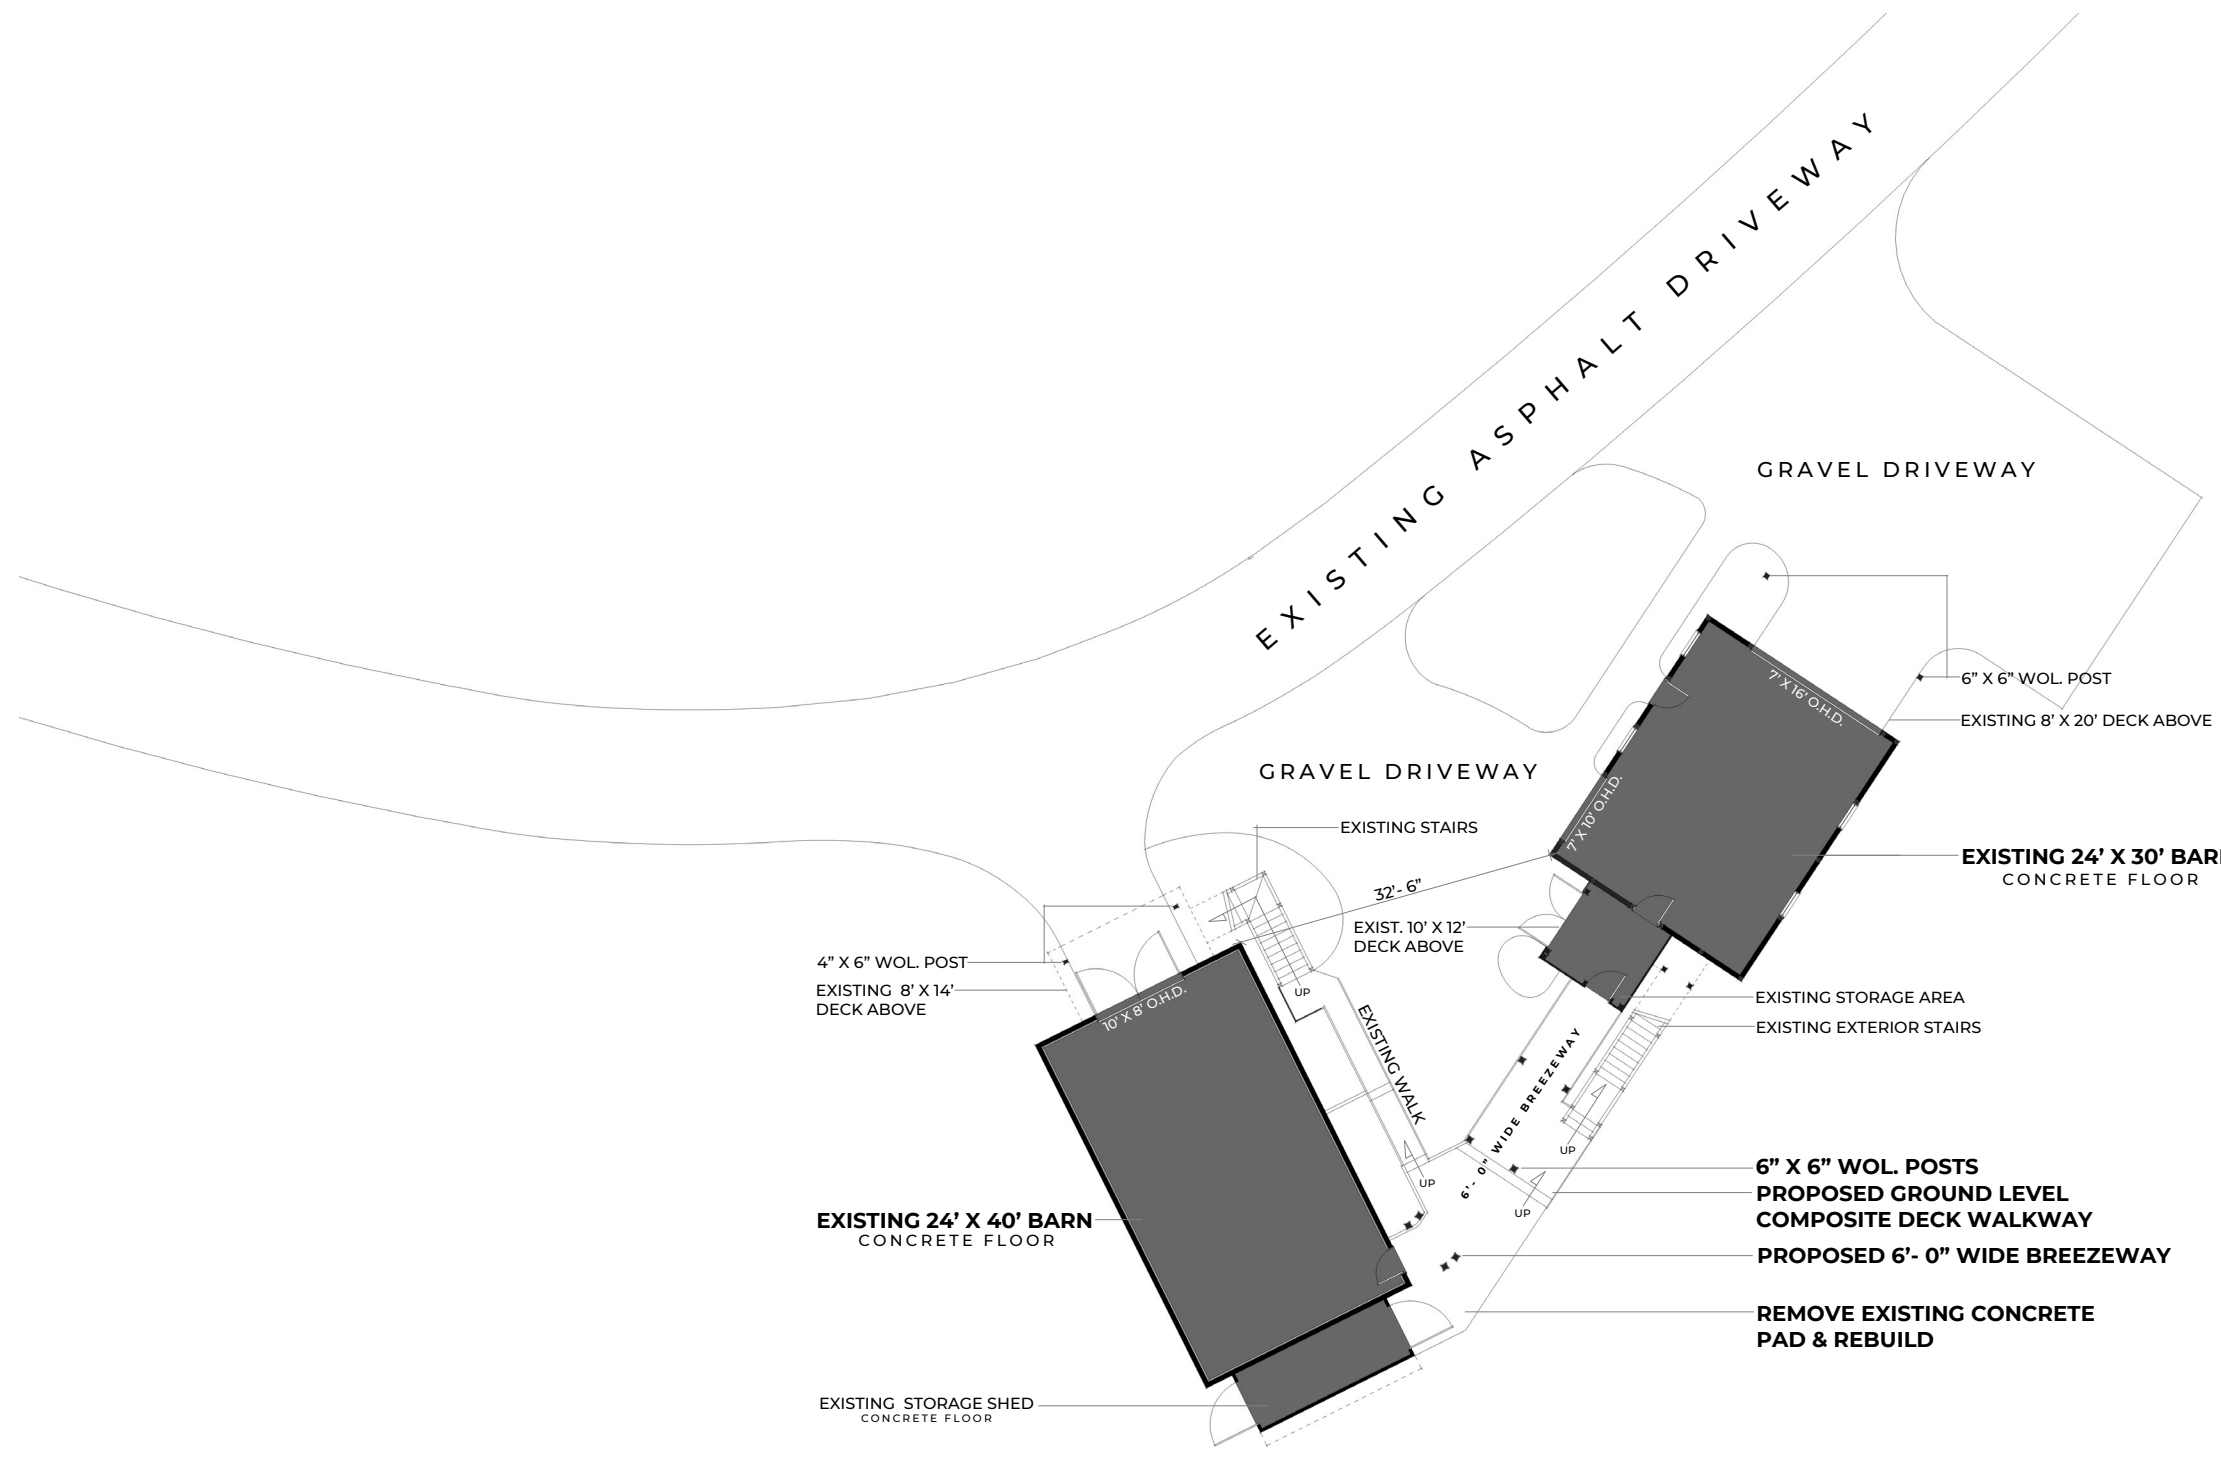 EXISTING ASPHALT DRIVEWAY
GRAVEL DRIVEWAY
7’ X 16’ O.H.D.
6” X 6” WOL. POST
EXISTING 8’ X 20’ DECK ABOVE
GRAVEL DRIVEWAY
7’ X 10’ O.H.D.
EXISTING STAIRS
EXISTING 24’ X 30’ BAR
CONCRETE FLOOR
32’- 6”
EXIST. 10’ X 12’
DECK ABOVE
4” X 6” WOL. POST
EXISTING 8’ X 14’
DECK ABOVE
10’ X 8’ O.H.D.
UP
EXISTING WALK
EXISTING STORAGE AREA
EXISTING EXTERIOR STAIRS
6’- 0” WIDE BREEZEWAY
UP
UP
UP
6” X 6” WOL. POSTS
PROPOSED GROUND LEVEL
COMPOSITE DECK WALKWAY
EXISTING 24’ X 40’ BARN
CONCRETE FLOOR
PROPOSED 6’- 0” WIDE BREEZEWAY
REMOVE EXISTING CONCRETE
PAD & REBUILD
EXISTING STORAGE SHED
CONCRETE FLOOR